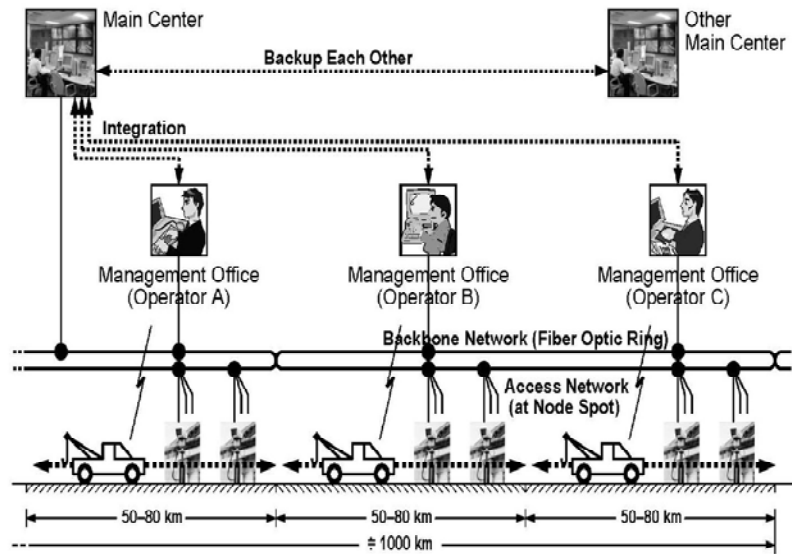 Main Center
Other
Main Center
Backup Each Other
Integration
Management Office
(Operator A)
Management Office
(Operator B)
Management Office
(Operator C)
Backbone Network (Fiber Optic Ring)
Access Network
(at Node Spot)
50–80 km
50–80 km
50–80 km
≑ 1000 km